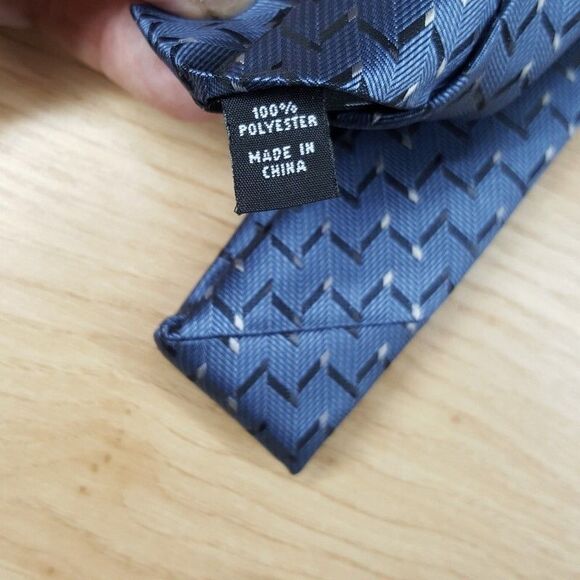 100%
POLYESTER
MADE IN
CHINA